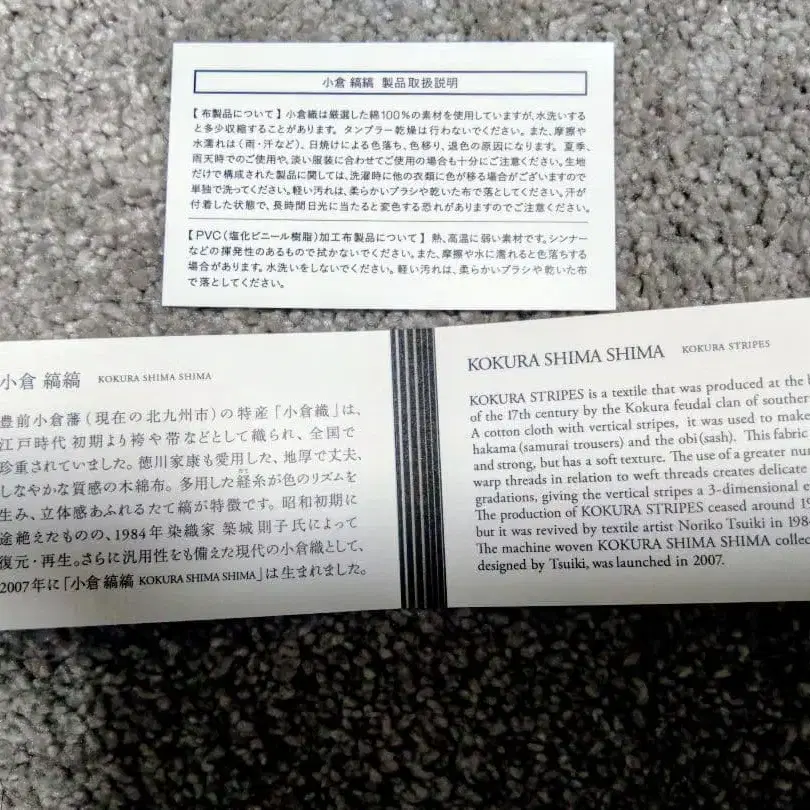 小倉 縞縞 製品取扱説明
【布製品について】小倉織は厳選した綿100%の素材を使用していますが、水洗いする
と多少収縮することがあります。タンブラー乾燥は行わないでください。また、摩擦や
水濡れは(雨・汗など)、日焼けによる色落ち、色移り、退色の原因になります。夏季、
雨天時でのご使用や、淡い服装に合わせてご使用の場合も十分にご注意ください。生地
だけで構成された製品に関しては、洗濯時に他の衣類に色が移る場合がございますので
単独で洗ってください。軽い汚れは、柔らかいブラシや乾いた布で落としてください。汗が
付着した状態で、長時間日光に当たると変色する恐れがありますのでご注意ください。
【PVC(塩化ビニール樹脂)加工布製品について】熱、高温に弱い素材です。シンナー
などの揮発性のあるもので拭かないでください。また、摩擦や水に濡れると色落ちする
場合があります。水洗いをしないでください。軽い汚れは、柔らかいブラシや乾いた布
で落としてください。
小倉 縞縞 KOKURA SHIMA SHIMA
豊前小倉藩(現在の北九州市)の特産「小倉織」は、
江戸時代初期より袴や帯などとして織られ、全国で
珍重されていました。徳川家康も愛用した、地厚で丈夫、
しなやかな質感の木綿布。多用した経糸が色のリズムを
生み、立体感あふれるたて縞が特徴です。昭和初期に
途絶えたものの、1984年染織家 築城則子氏によって
復元・再生。さらに汎用性をも備えた現代の小倉織として、
2007年に「小倉 縞縞 KOKURA SHIMA SHIMA」は生まれました。
KOKURA SHIMA SHIMA KOKURA STRIPES
KOKURA STRIPES is a textile that was produced at the
of the 17th century by the Kokura feudal clan of southern
A cotton cloth with vertical stripes, it was used to make
hakama (samurai trousers) and the obi (sash). This fabric
and strong, but has a soft texture. The use of a greater
warp threads in relation to weft threads creates delicate
gradations, giving the vertical stripes a 3-dimensional
The production of KOKURA STRIPES ceased around
but it was revived by textile artist Noriko Tsuiki in 1984
The machine woven KOKURA SHIMA SHIMA
designed by Tsuiki, was launched in 2007.